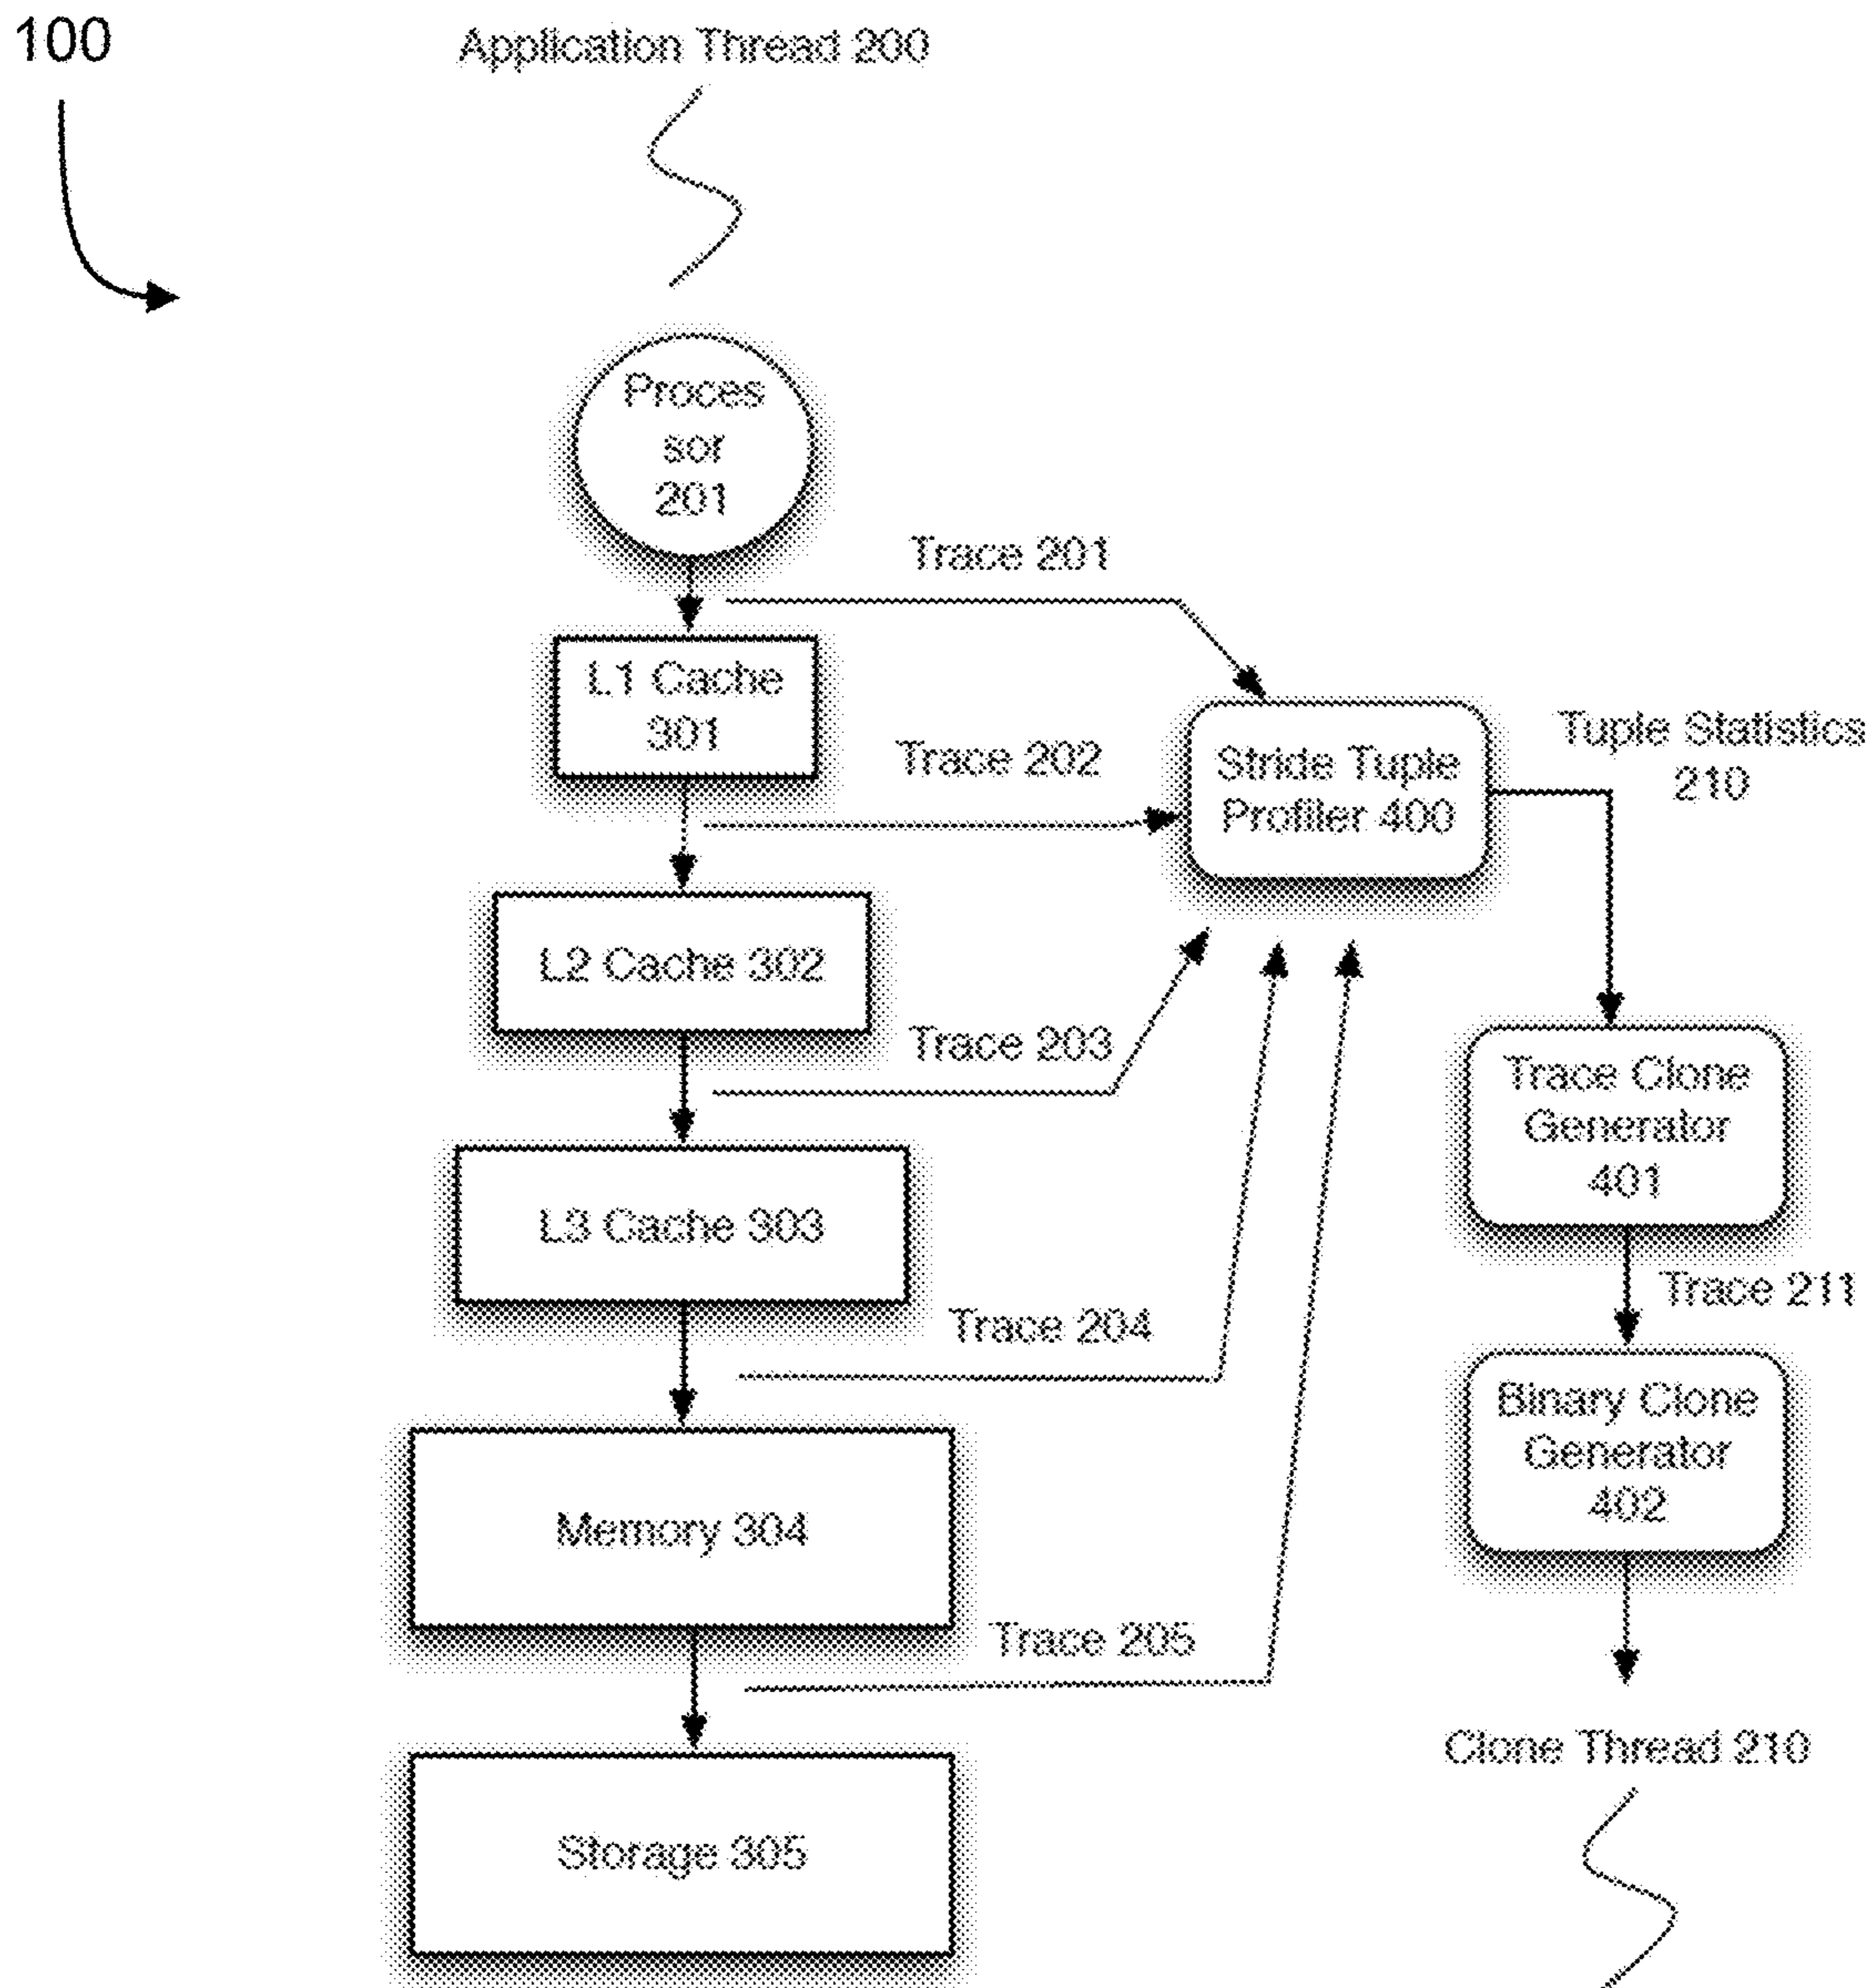 100
Application Thread 200
Proces
sor
201
Trace 201
L1 Cache
301
Trace 202
Stride Tuple
Profiler 400
Tuple Statistics
210
L2 Cache 302
Trace 203
Trace Clone
Generator
401
L3 Cache 303
Trace 211
Trace 204
Binary Clone
Generator
402
Memory 304
Trace 205
Clone Thread 210
Storage 305